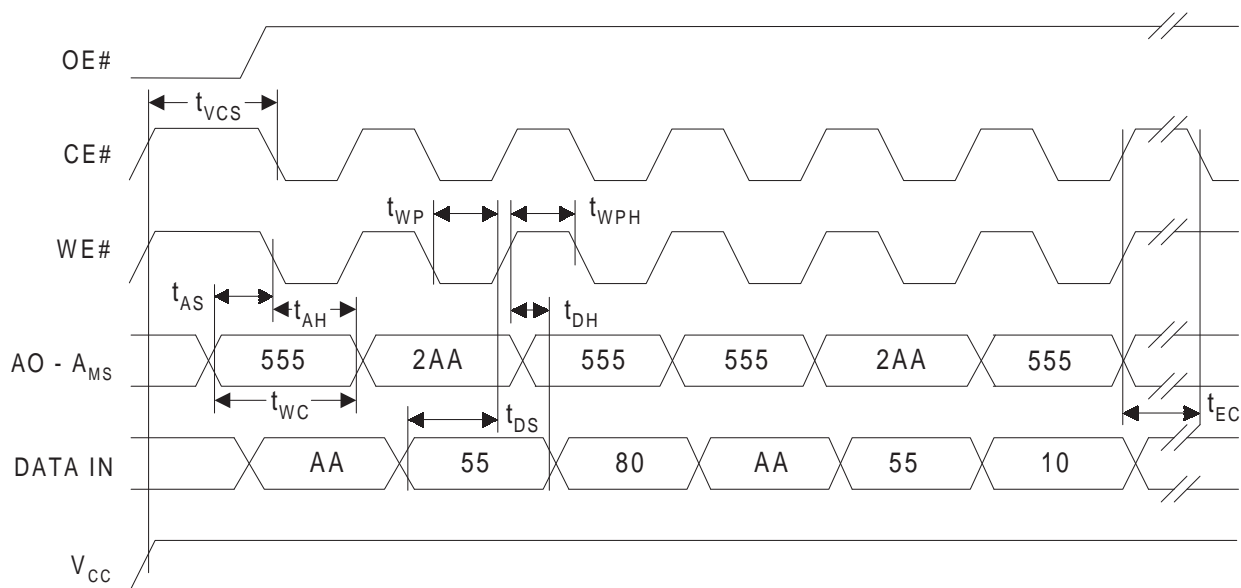 OE#
tVCS
CE#
tWP
tWPH
WE#
tAS
tAH
tDH
AO - AMS
555
2AA
555
555
2AA
555
tWC
tDS
tEC
DATA IN
AA
55
80
AA
55
10
VCC